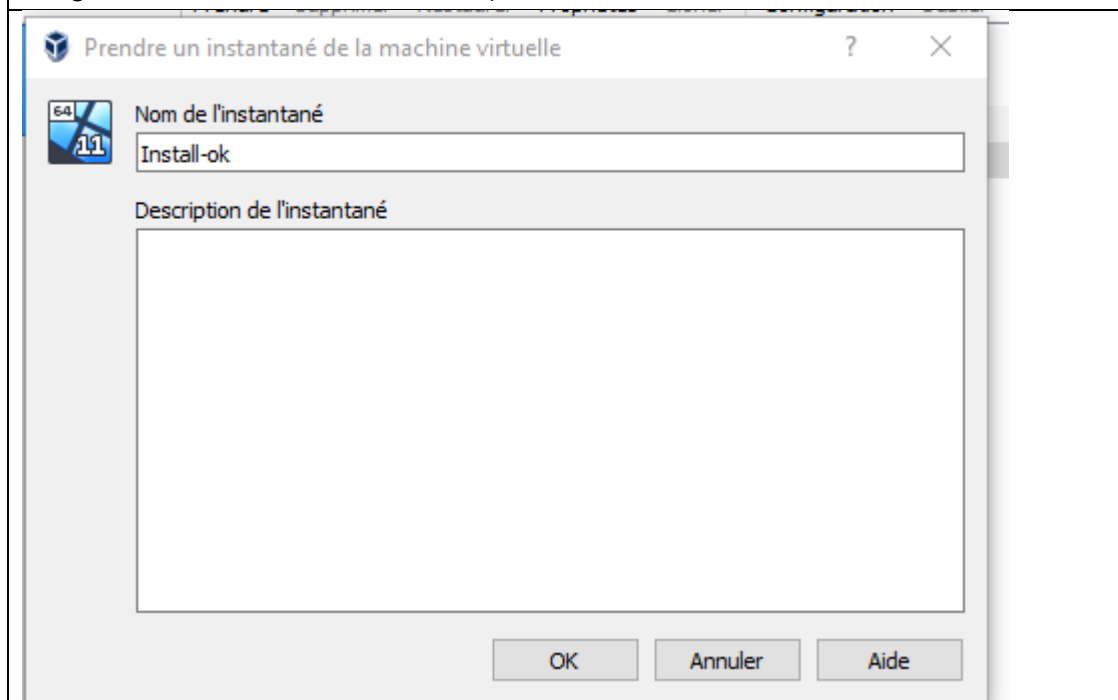 Prendre un instantané de la machine virtuelle
64
11
Nom de l'instantané
Install-ok
Description de l'instantané
OK Annuler Aide